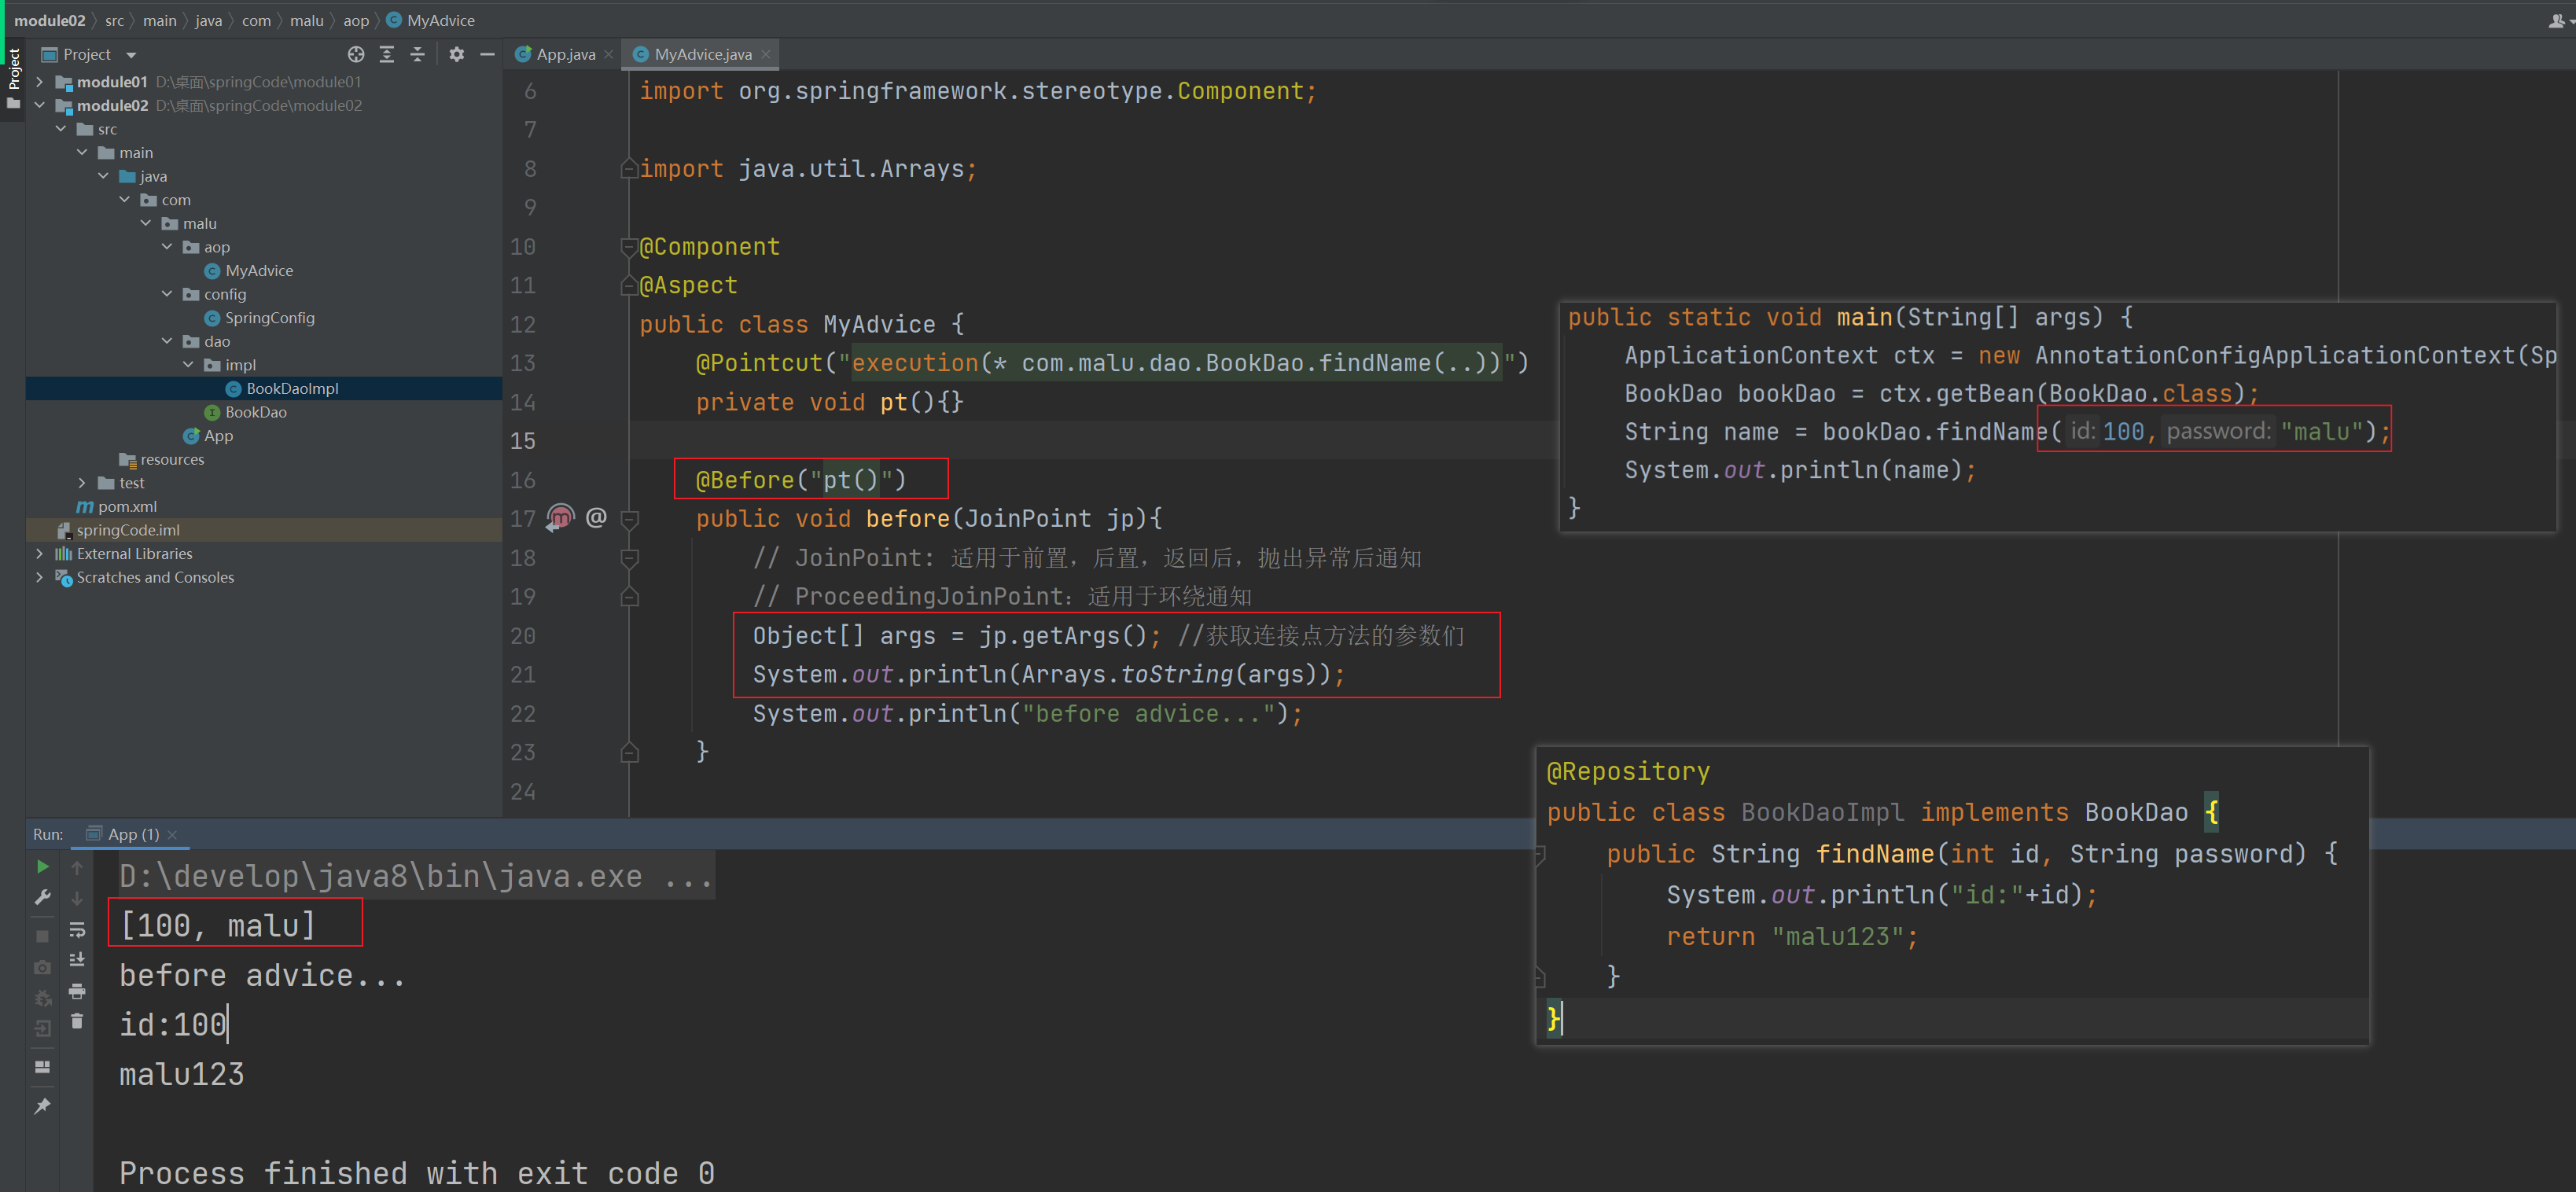 module02 src main java com malu aop MyAdvice
Project
Project
module01 D:\桌面\springCode\module01
module02 D:\桌面\springCode\module02
src
main
java
com
malu
aop
MyAdvice
config
SpringConfig
dao
impl
BookDaoImpl
BookDao
App
resources
test
pom.xml
springCode.iml
External Libraries
Scratches and Consoles
App.java MyAdvice.java
6 import org.springframework.stereotype.Component;
7
8 import java.util.Arrays;
9
10 @Component
11 @Aspect
12 public class MyAdvice {
13 @Pointcut("execution(* com.malu.dao.BookDao.findName(..))")
14 private void pt(){}
15
16 @Before("pt()")
17 public void before(JoinPoint jp){
18 // JoinPoint: 适用于前置，后置，返回后，抛出异常后通知
19 // ProceedingJoinPoint：适用于环绕通知
20 Object[] args = jp.getArgs(); //获取连接点方法的参数们
21 System.out.println(Arrays.toString(args));
22 System.out.println("before advice...");
23 }
24
public static void main(String[] args) {
ApplicationContext ctx = new AnnotationConfigApplicationContext(Sp
BookDao bookDao = ctx.getBean(BookDao.class);
String name = bookDao.findName( id: 100, password: "malu");
System.out.println(name);
}
@Repository
public class BookDaoImpl implements BookDao {
public String findName(int id, String password) {
System.out.println("id:"+id);
return "malu123";
}
}
Run: App (1)
D:\develop\java8\bin\java.exe ...
[100, malu]
before advice...
id:100
malu123
Process finished with exit code 0